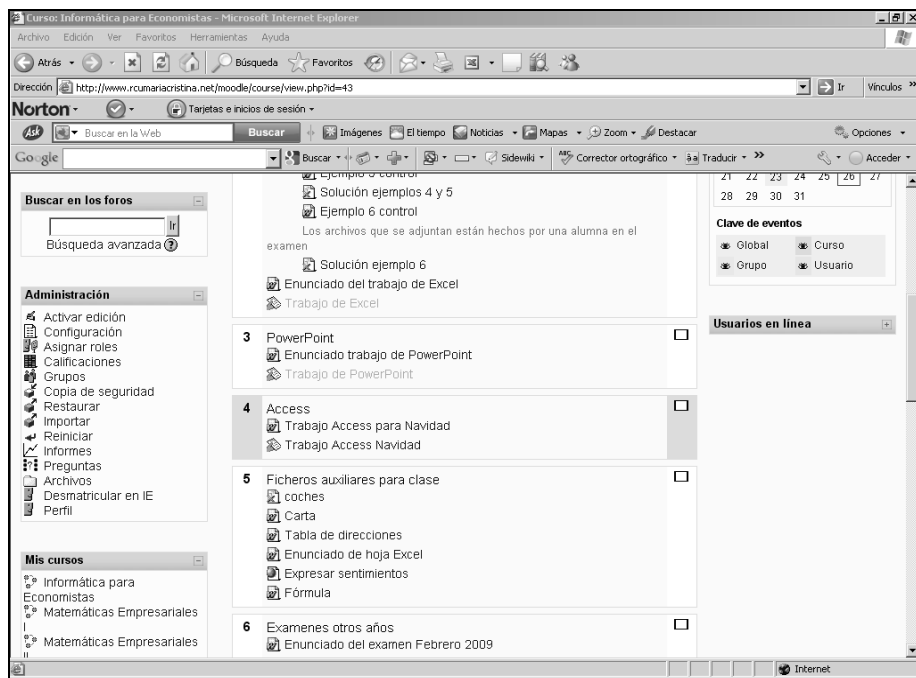 Curso: Informática para Economistas - Microsoft Internet Explorer
Archivo Edición Ver Favoritos Herramientas Ayuda
Atrás Búsqueda Favoritos
Dirección http://www.rcumariacristina.net/moodle/course/view.php?id=43 Ir Vínculos »
Norton Tarjetas e inicios de sesión
Ask Buscar en la Web Buscar Imágenes El tiempo Noticias Mapas Zoom Destacar Opciones
Google Buscar Sidewiki Corrector ortográfico Traducir » Acceder
Buscar en los foros
Ir
Búsqueda avanzada ?
Administración
Activar edición
Configuración
Asignar roles
Calificaciones
Grupos
Copia de seguridad
Restaurar
Importar
Reiniciar
Informes
Preguntas
Archivos
Desmatricular en IE
Perfil
Mis cursos
Informática para
Economistas
Matemáticas Empresariales
I
Matemáticas Empresariales
II
Ejemplo 5 control
Solución ejemplos 4 y 5
Ejemplo 6 control
Los archivos que se adjuntan están hechos por una alumna en el
examen
Solución ejemplo 6
Enunciado del trabajo de Excel
Trabajo de Excel
3 PowerPoint
Enunciado trabajo de PowerPoint
Trabajo de PowerPoint
4 Access
Trabajo Access para Navidad
Trabajo Access Navidad
5 Ficheros auxiliares para clase
coches
Carta
Tabla de direcciones
Enunciado de hoja Excel
Expresar sentimientos
Fórmula
6 Examenes otros años
Enunciado del examen Febrero 2009
21 22 23 24 25 26 27
28 29 30 31
Clave de eventos
Global Curso
Grupo Usuario
Usuarios en línea
Internet